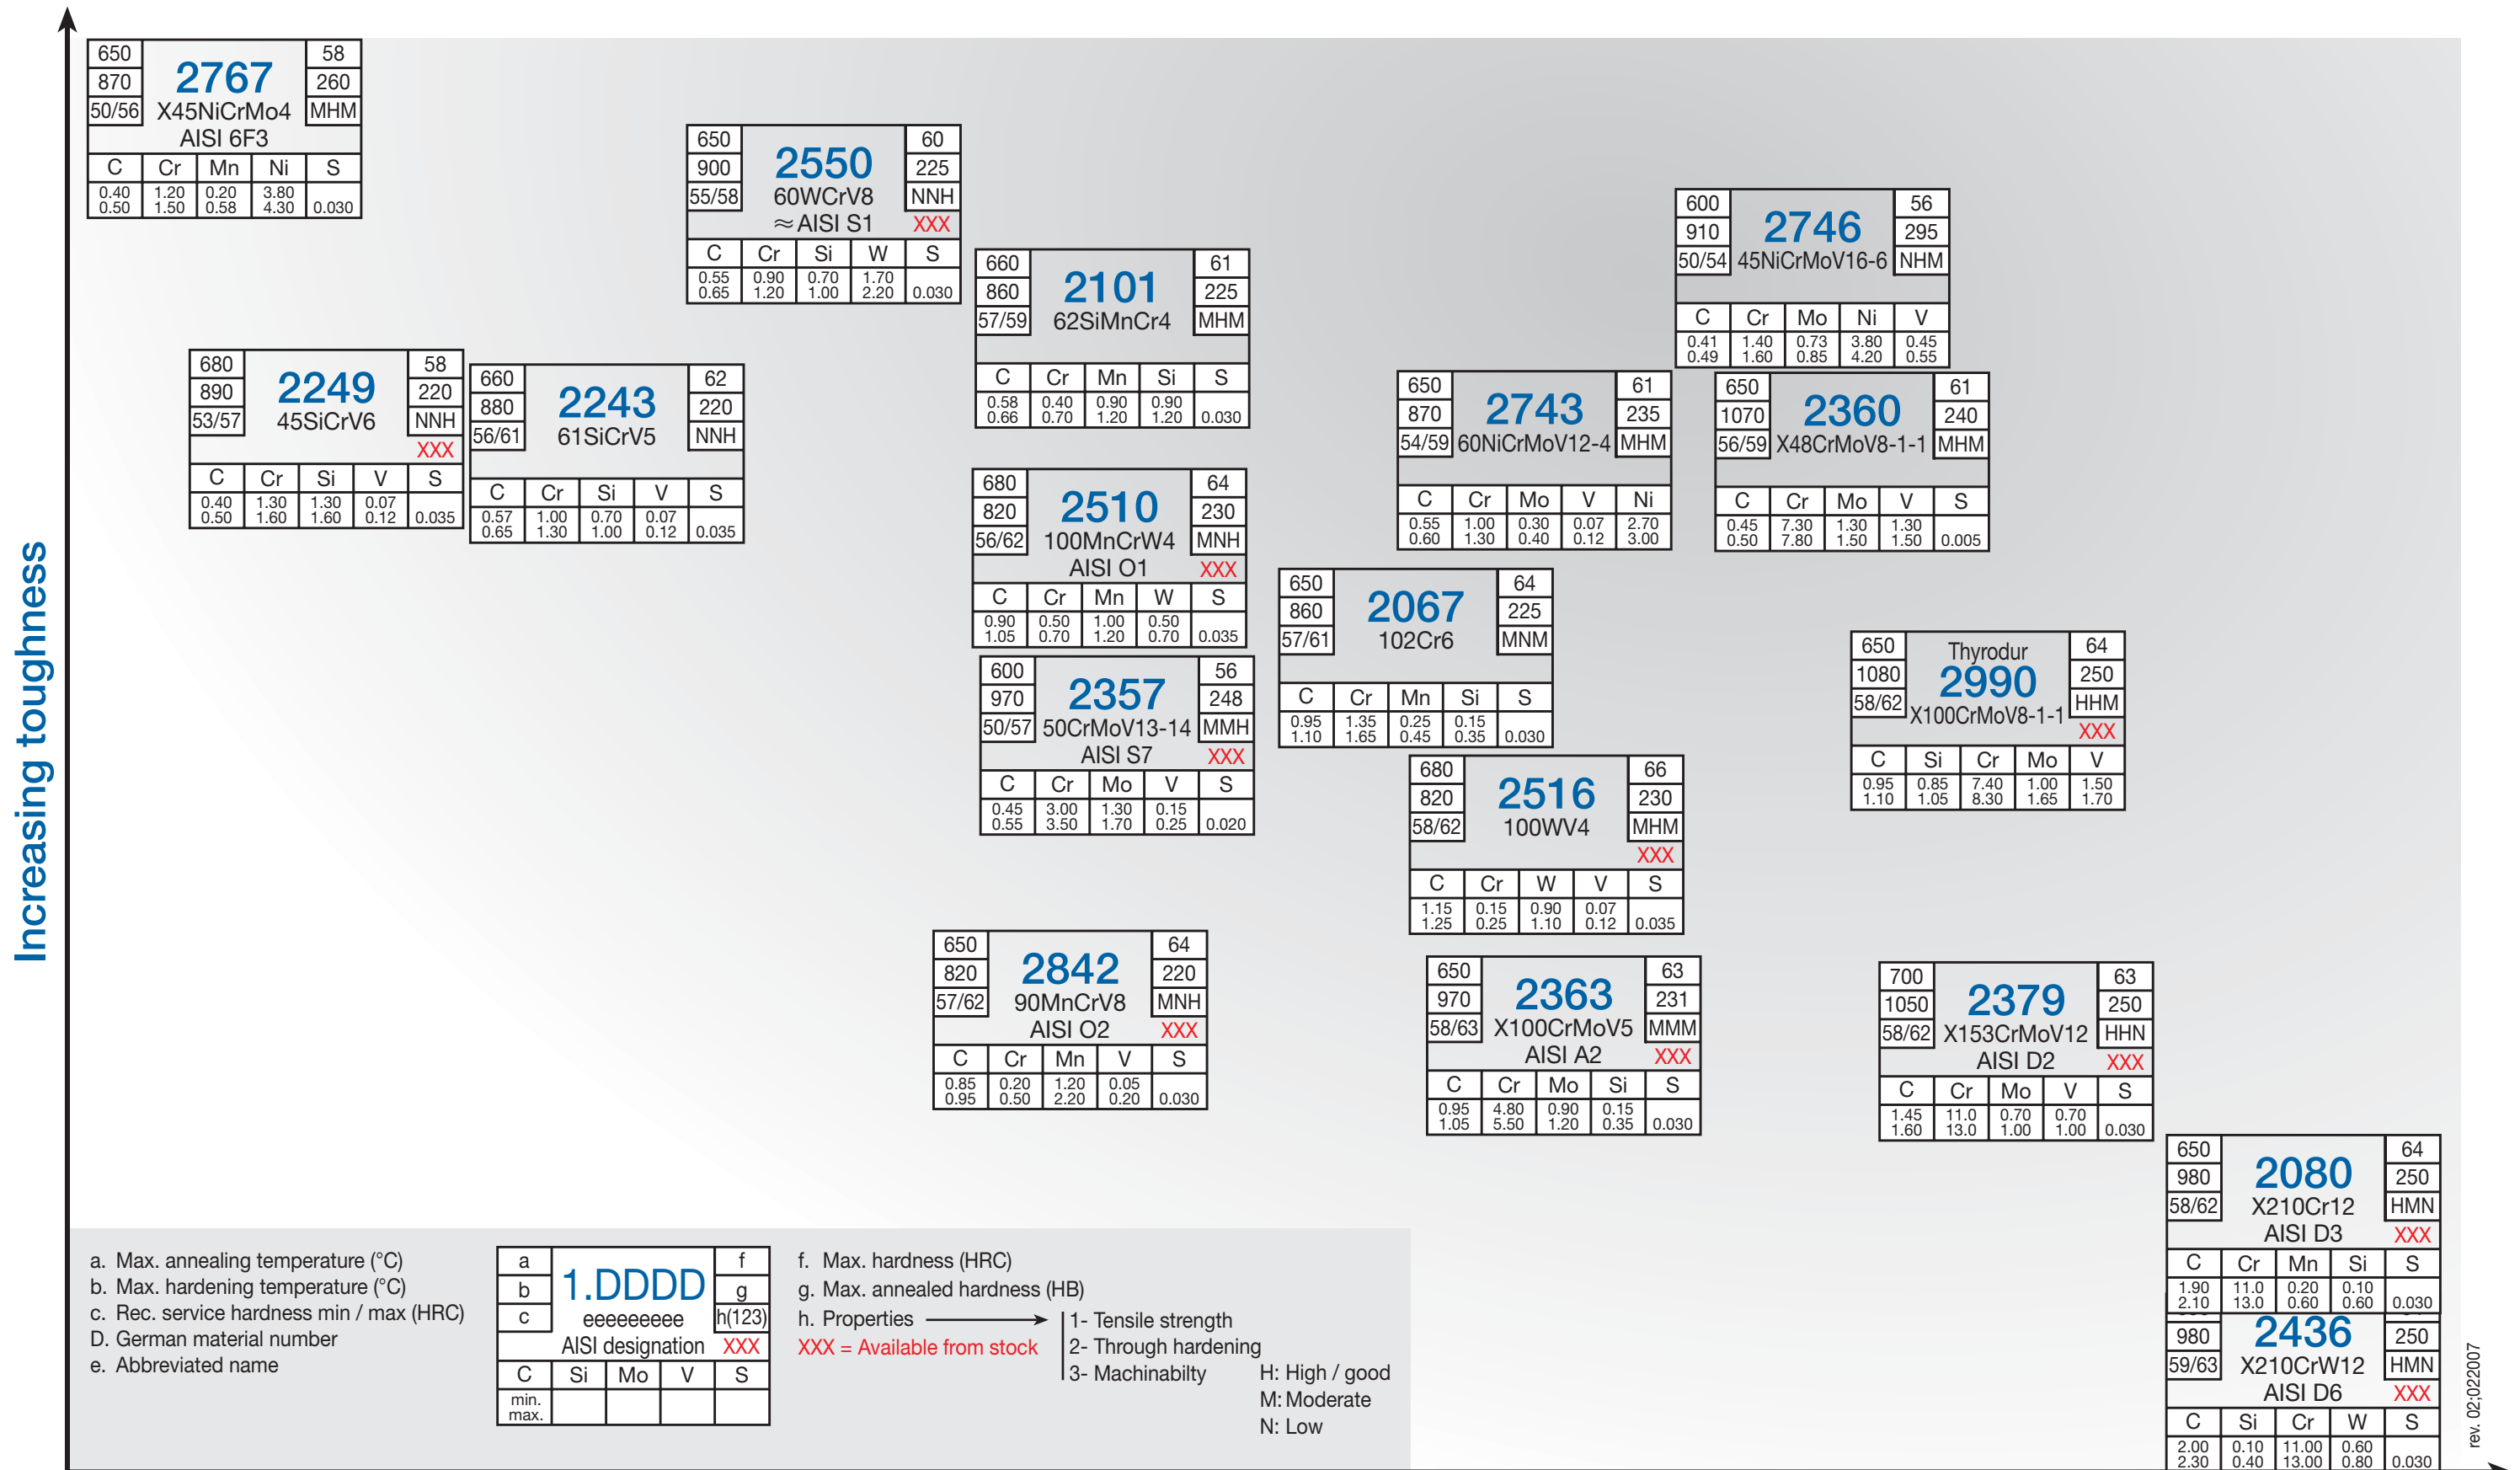 Increasing toughness
650
870
50/56
2767
X45NiCrMo4
AISI 6F3
58
260
MHM
C Cr Mn Ni S
0.40 1.20 0.20 3.80
0.50 1.50 0.58 4.30 0.030
650
900
55/58
2550
60WCrV8
≈ AISI S1
60
225
NNH
XXX
C Cr Si W S
0.55 0.90 0.70 1.70
0.65 1.20 1.00 2.20 0.030
600
910
50/54
2746
45NiCrMoV16-6
56
295
NHM
C Cr Mo Ni V
0.41 1.40 0.73 3.80 0.45
0.49 1.60 0.85 4.20 0.55
660
860
57/59
2101
62SiMnCr4
61
225
MHM
C Cr Mn Si S
0.58 0.40 0.90 0.90
0.66 0.70 1.20 1.20 0.030
680
890
53/57
2249
45SiCrV6
58
220
NNH
XXX
C Cr Si V S
0.40 1.30 1.30 0.07
0.50 1.60 1.60 0.12 0.035
660
880
56/61
2243
61SiCrV5
62
220
NNH
C Cr Si V S
0.57 1.00 0.70 0.07
0.65 1.30 1.00 0.12 0.035
650
870
54/59
2743
60NiCrMoV12-4
61
235
MHM
C Cr Mo V Ni
0.55 1.00 0.30 0.07 2.70
0.60 1.30 0.40 0.12 3.00
650
1070
56/59
2360
X48CrMoV8-1-1
61
240
MHM
C Cr Mo V S
0.45 7.30 1.30 1.30
0.50 7.80 1.50 1.50 0.005
680
820
56/62
2510
100MnCrW4
AISI O1
64
230
MNH
XXX
C Cr Mn W S
0.90 0.50 1.00 0.50
1.05 0.70 1.20 0.70 0.035
650
860
57/61
2067
102Cr6
64
225
MNM
C Cr Mn Si S
0.95 1.35 0.25 0.15
1.10 1.65 0.45 0.35 0.030
650
1080
58/62
Thyrodur
2990
X100CrMoV8-1-1
64
250
HHM
XXX
C Si Cr Mo V
0.95 0.85 7.40 1.00 1.50
1.10 1.05 8.30 1.65 1.70
600
970
50/57
2357
50CrMoV13-14
AISI S7
56
248
MMH
XXX
C Cr Mo V S
0.45 3.00 1.30 0.15
0.55 3.50 1.70 0.25 0.020
680
820
58/62
2516
100WV4
66
230
MHM
XXX
C Cr W V S
1.15 0.15 0.90 0.07
1.25 0.25 1.10 0.12 0.035
650
820
57/62
2842
90MnCrV8
AISI O2
64
220
MNH
XXX
C Cr Mn V S
0.85 0.20 1.20 0.05
0.95 0.50 2.20 0.20 0.030
650
970
58/63
2363
X100CrMoV5
AISI A2
63
231
MMM
XXX
C Cr Mo Si S
0.95 4.80 0.90 0.15
1.05 5.50 1.20 0.35 0.030
700
1050
58/62
2379
X153CrMoV12
AISI D2
63
250
HHN
XXX
C Cr Mo V S
1.45 11.0 0.70 0.70
1.60 13.0 1.00 1.00 0.030
650
980
58/62
2080
X210Cr12
AISI D3
64
250
HMN
XXX
C Cr Mn Si S
1.90 11.0 0.20 0.10
2.10 13.0 0.60 0.60 0.030
980
59/63
2436
X210CrW12
AISI D6
250
HMN
XXX
C Si Cr W S
2.00 0.10 11.00 0.60
2.30 0.40 13.00 0.80 0.030
a. Max. annealing temperature (°C)
b. Max. hardening temperature (°C)
c. Rec. service hardness min / max (HRC)
D. German material number
e. Abbreviated name
a
b
c
1.DDDD
eeeeeeeee
AISI designation
f
g
h(123)
XXX
C Si Mo V S
min.
max.
f. Max. hardness (HRC)
g. Max. annealed hardness (HB)
h. Properties
XXX = Available from stock
1- Tensile strength
2- Through hardening
3- Machinabilty
H: High / good
M: Moderate
N: Low
rev. 02;022007